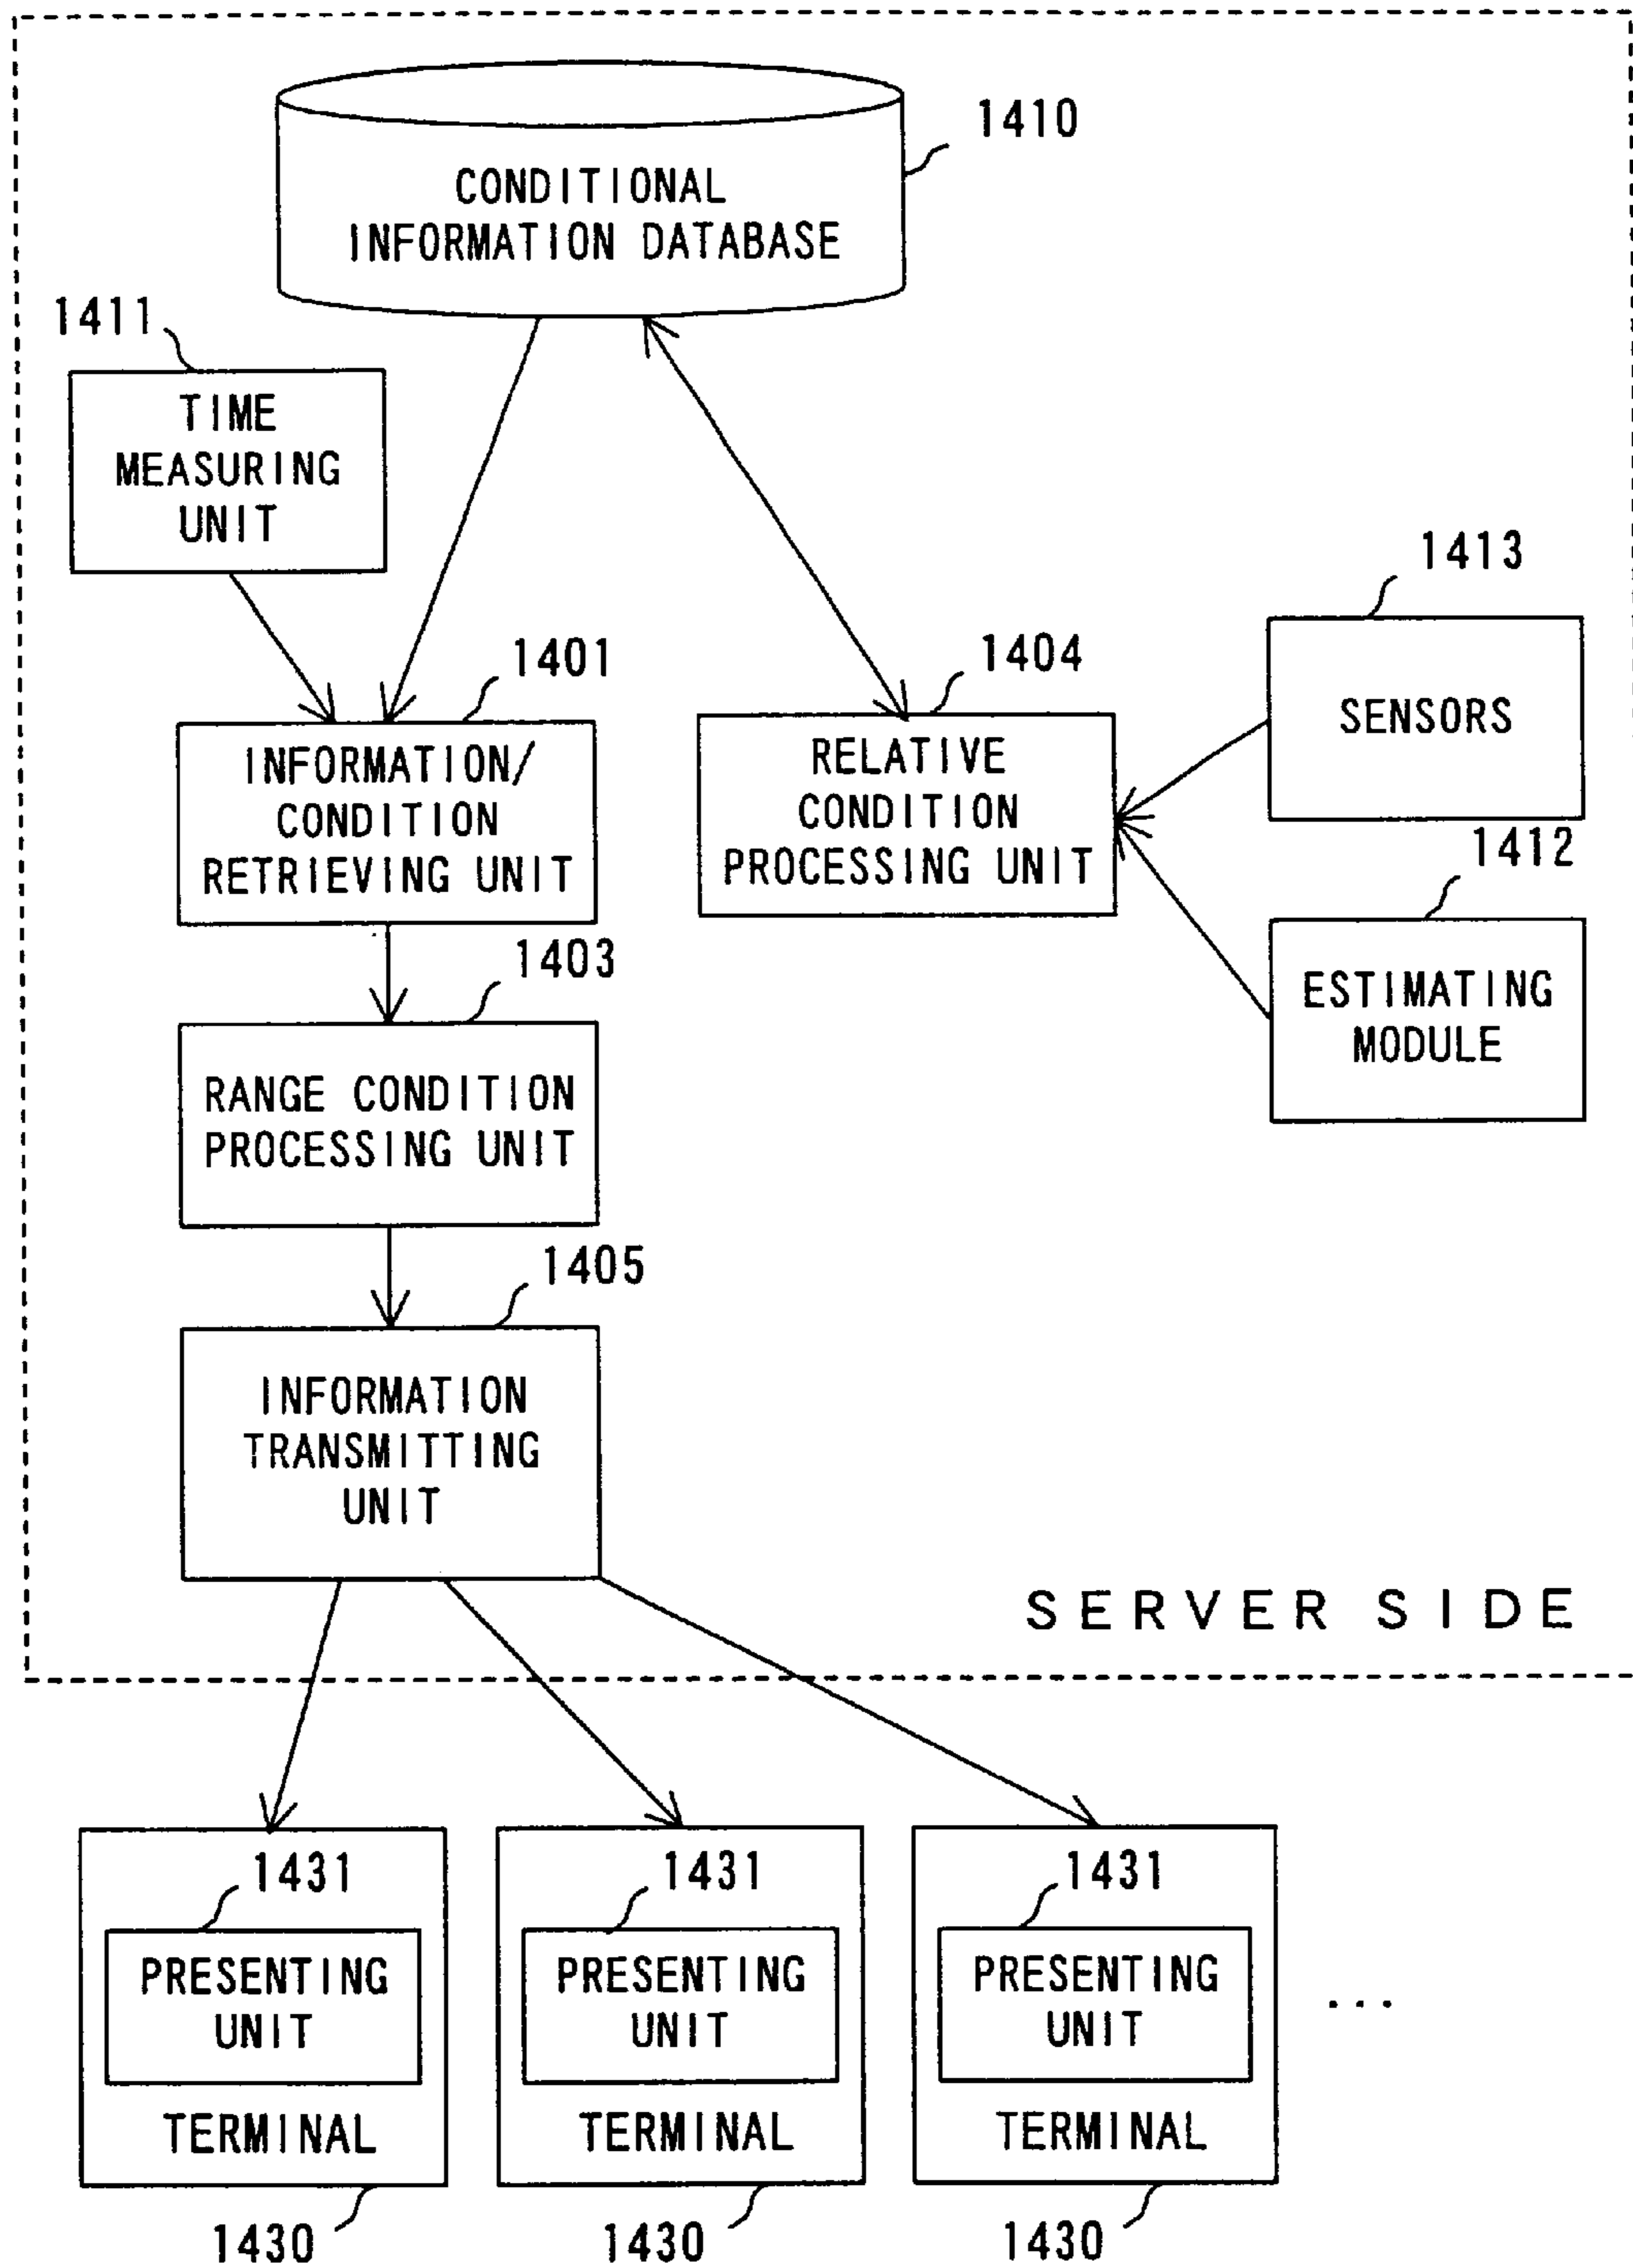 1410
CONDITIONAL
INFORMATION DATABASE
1411
TIME
MEASURING
UNIT
1413
SENSORS
1401
INFORMATION/
CONDITION
RETRIEVING UNIT
1404
RELATIVE
CONDITION
PROCESSING UNIT
1412
ESTIMATING
MODULE
1403
RANGE CONDITION
PROCESSING UNIT
1405
INFORMATION
TRANSMITTING
UNIT
SERVER SIDE
1431
PRESENTING
UNIT
TERMINAL
1430
1431
PRESENTING
UNIT
TERMINAL
1430
1431
PRESENTING
UNIT
TERMINAL
1430
...